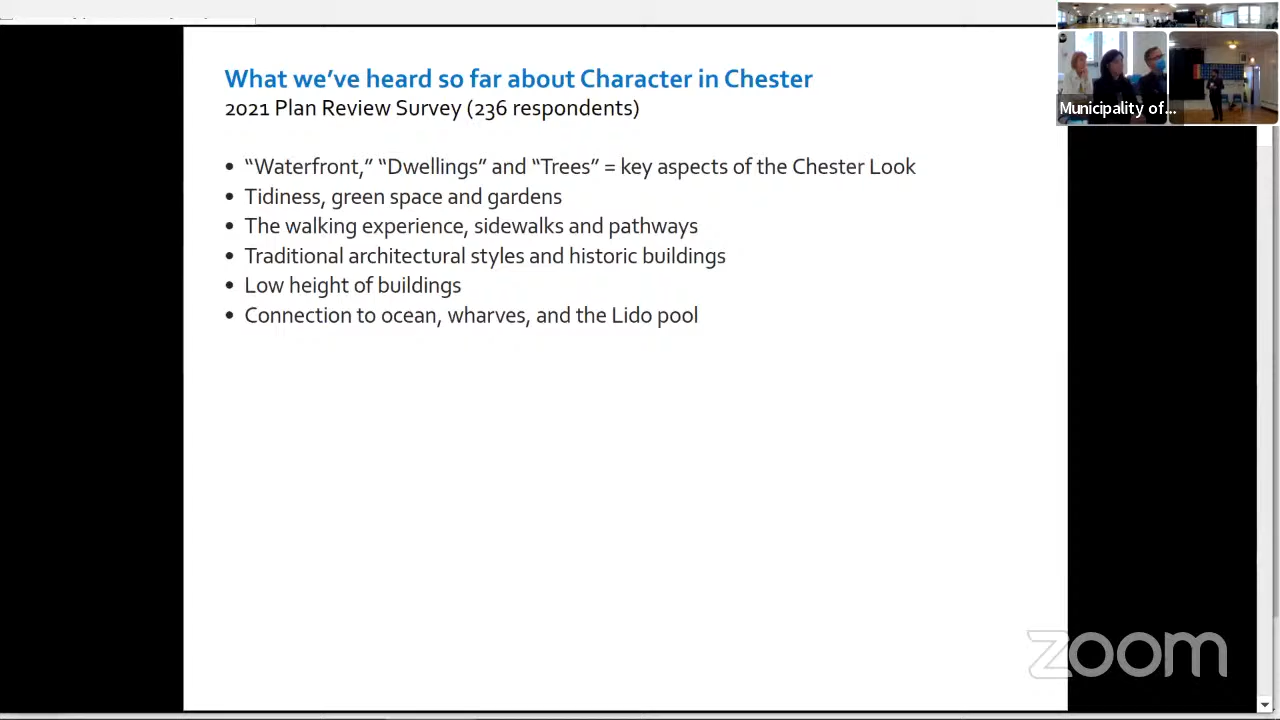 What we've heard so far about Character in Chester
2021 Plan Review Survey (236 respondents)
• “Waterfront,” “Dwellings” and “Trees” = key aspects of the Chester Look
• Tidiness, green space and gardens
• The walking experience, sidewalks and pathways
• Traditional architectural styles and historic buildings
• Low height of buildings
• Connection to ocean, wharves, and the Lido pool
Municipality of...
zoom